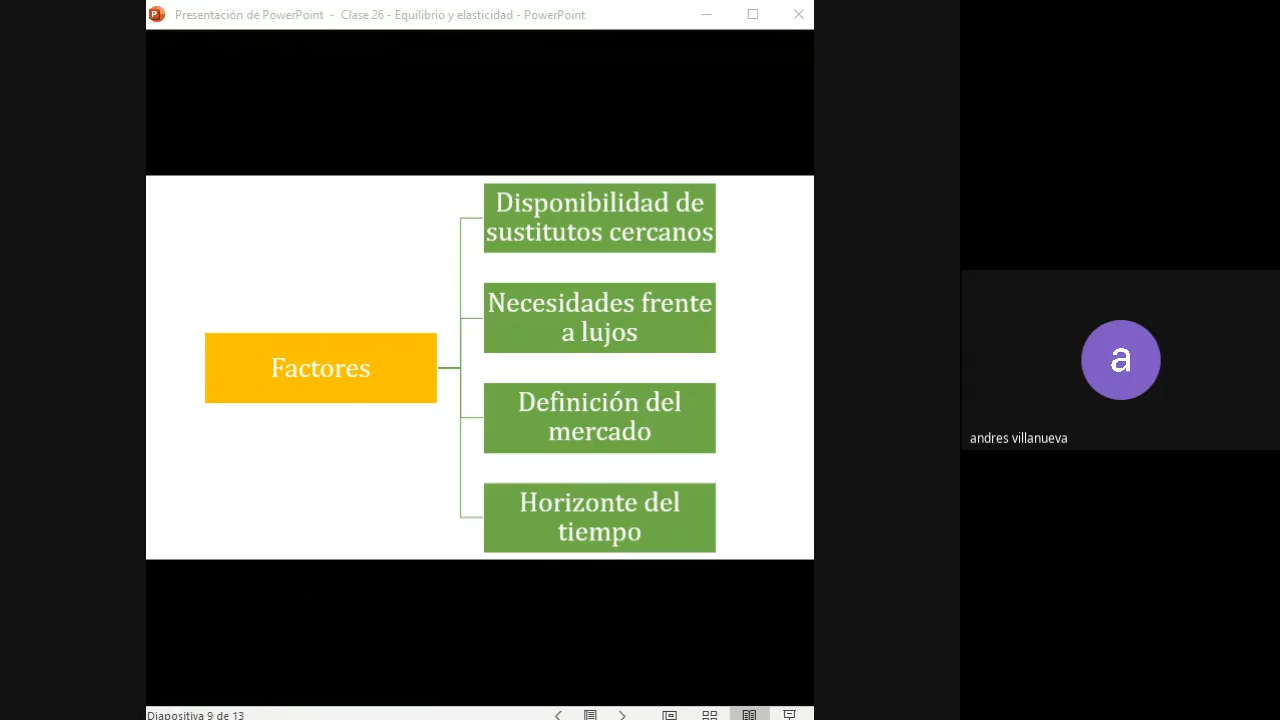 Presentación de PowerPoint - Clase 26 - Equilibrio y elasticidad - PowerPoint
Disponibilidad de
sustitutos cercanos
Necesidades frente
a lujos
Factores
Definición del
mercado
Horizonte del
tiempo
a
andres villanueva
Diapositiva 9 de 13